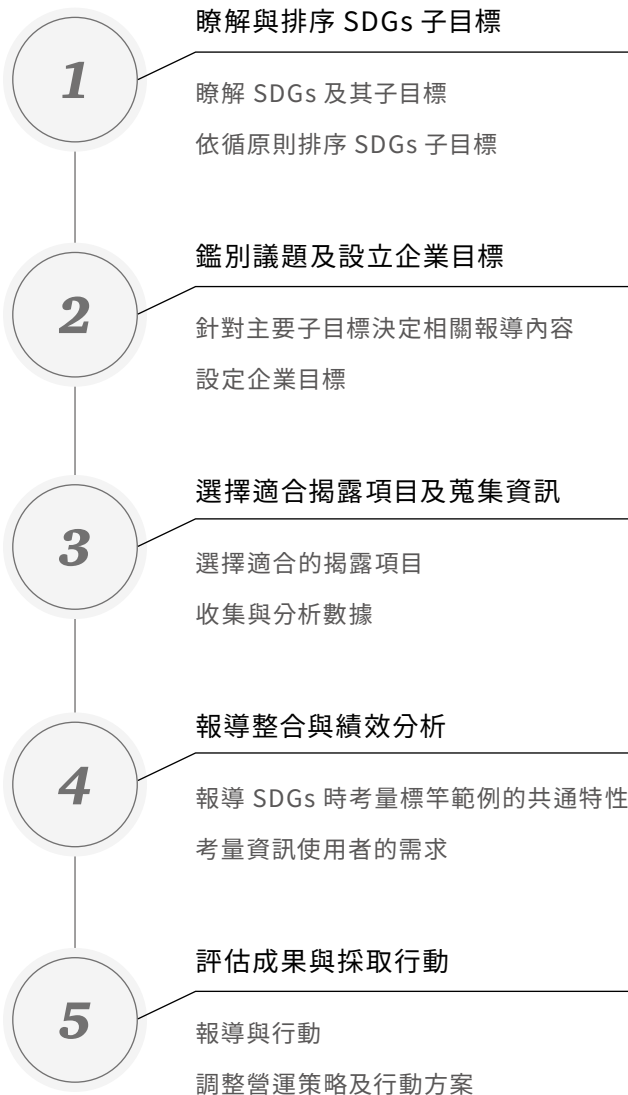 1
瞭解與排序 SDGs 子目標
瞭解 SDGs 及其子目標
依循原則排序 SDGs 子目標
2
鑑別議題及設立企業目標
針對主要子目標決定相關報導內容
設定企業目標
3
選擇適合揭露項目及蒐集資訊
選擇適合的揭露項目
收集與分析數據
4
報導整合與績效分析
報導 SDGs 時考量標竿範例的共通特性
考量資訊使用者的需求
5
評估成果與採取行動
報導與行動
調整營運策略及行動方案